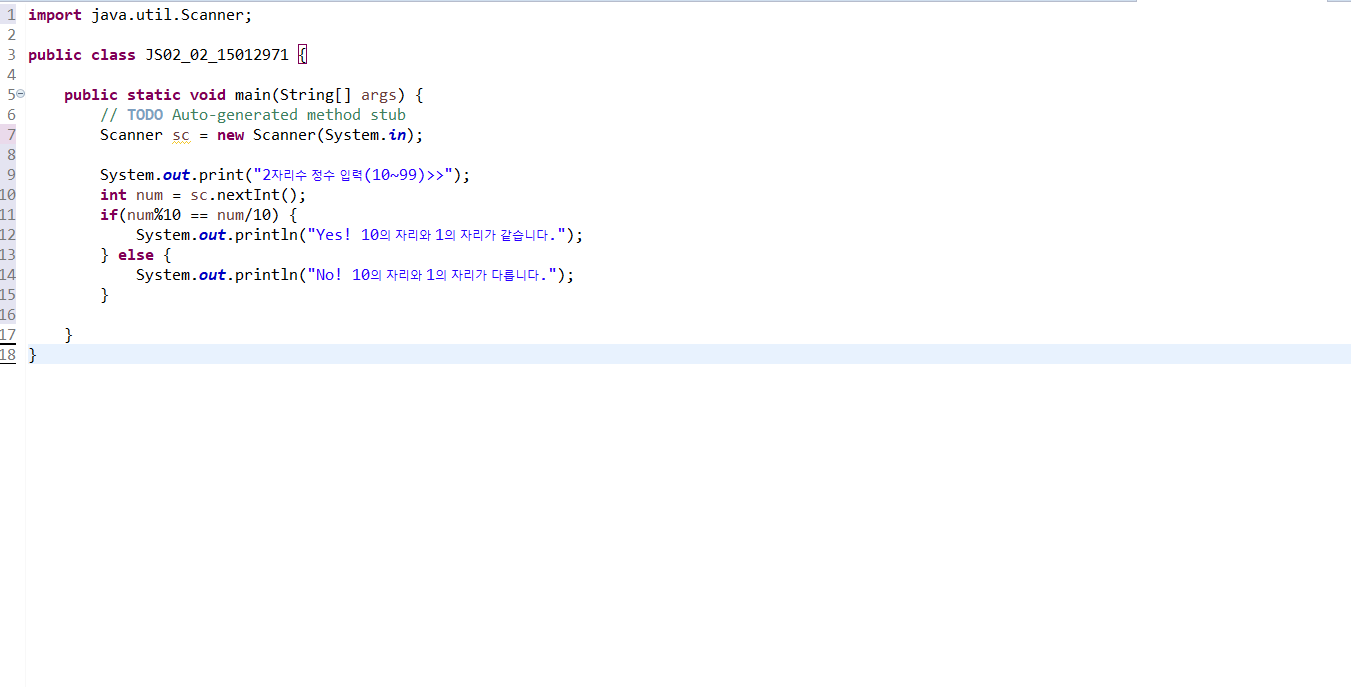 1 import java.util.Scanner;
2
3 public class JS02_02_15012971 {
4
5 public static void main(String[] args) {
6 // TODO Auto-generated method stub
7 Scanner sc = new Scanner(System.in);
8
9 System.out.print("2자리수 정수 입력(10~99)>>");
10 int num = sc.nextInt();
11 if(num%10 == num/10) {
12 System.out.println("Yes! 10의 자리와 1의 자리가 같습니다.");
13 } else {
14 System.out.println("No! 10의 자리와 1의 자리가 다릅니다.");
15 }
16
17 }
18 }